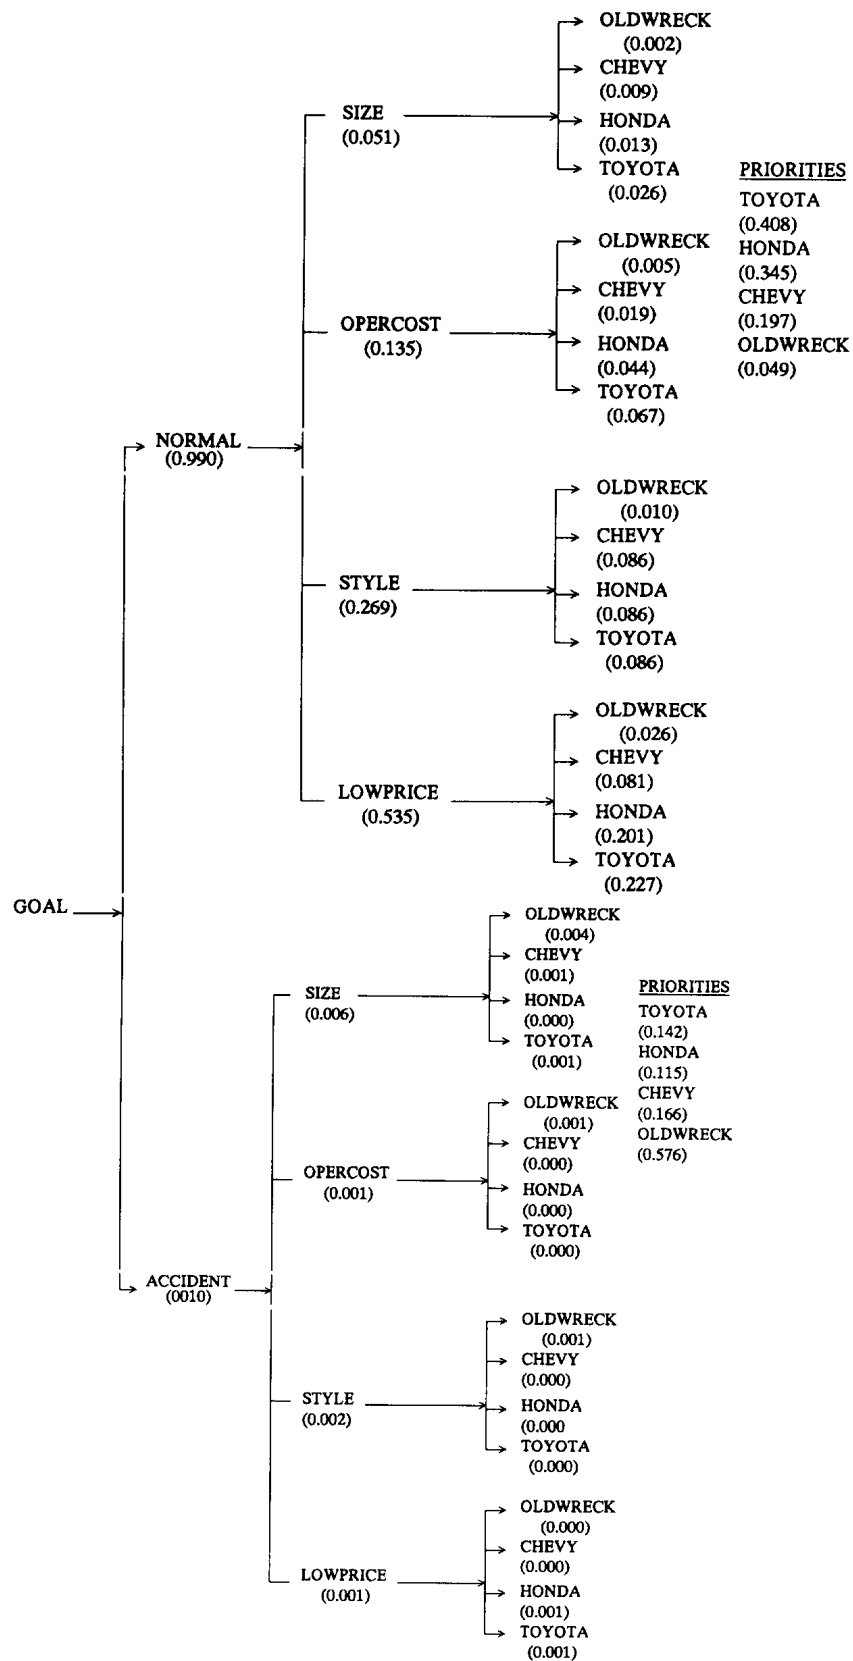 OLDWRECK
(0.002)
CHEVY
(0.009)
SIZE
(0.051)
HONDA
(0.013)
TOYOTA
(0.026)
PRIORITIES
TOYOTA
(0.408)
HONDA
(0.345)
CHEVY
(0.197)
OLDWRECK
(0.049)
OLDWRECK
(0.005)
CHEVY
(0.019)
OPERCOST
(0.135)
HONDA
(0.044)
TOYOTA
(0.067)
NORMAL
(0.990)
OLDWRECK
(0.010)
CHEVY
(0.086)
STYLE
(0.269)
HONDA
(0.086)
TOYOTA
(0.086)
OLDWRECK
(0.026)
CHEVY
(0.081)
LOWPRICE
(0.535)
HONDA
(0.201)
TOYOTA
(0.227)
GOAL
OLDWRECK
(0.004)
CHEVY
(0.001)
SIZE
(0.006)
HONDA
(0.000)
TOYOTA
(0.001)
PRIORITIES
TOYOTA
(0.142)
HONDA
(0.115)
CHEVY
(0.166)
OLDWRECK
(0.576)
OLDWRECK
(0.001)
CHEVY
(0.000)
OPERCOST
(0.001)
HONDA
(0.000)
TOYOTA
(0.000)
ACCIDENT
(0010)
OLDWRECK
(0.001)
CHEVY
(0.000)
STYLE
(0.002)
HONDA
(0.000
TOYOTA
(0.000)
OLDWRECK
(0.000)
CHEVY
(0.000)
LOWPRICE
(0.001)
HONDA
(0.001)
TOYOTA
(0.001)